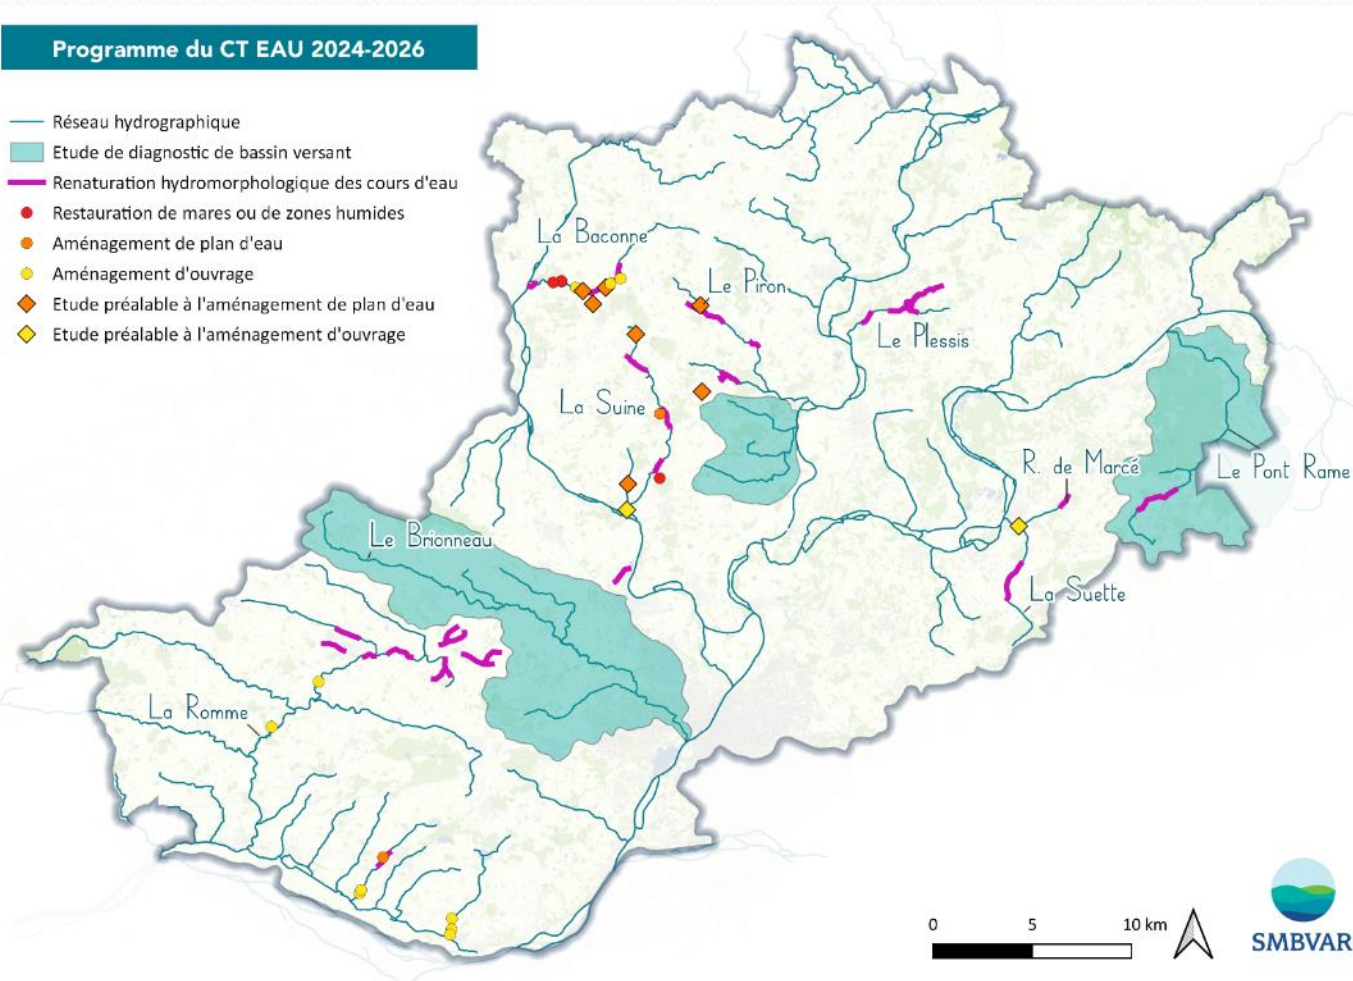 Programme du CT EAU 2024-2026
Réseau hydrographique
Etude de diagnostic de bassin versant
Renaturation hydromorphologique des cours d'eau
Restauration de mares ou de zones humides
Aménagement de plan d'eau
Aménagement d'ouvrage
Etude préalable à l'aménagement de plan d'eau
Etude préalable à l'aménagement d'ouvrage
La Baconne
Le Piron
Le Plessis
La Suine
R. de Marcé
Le Pont Rame
Le Brionneau
La Suette
La Romme
0 5 10 km
SMBVAR